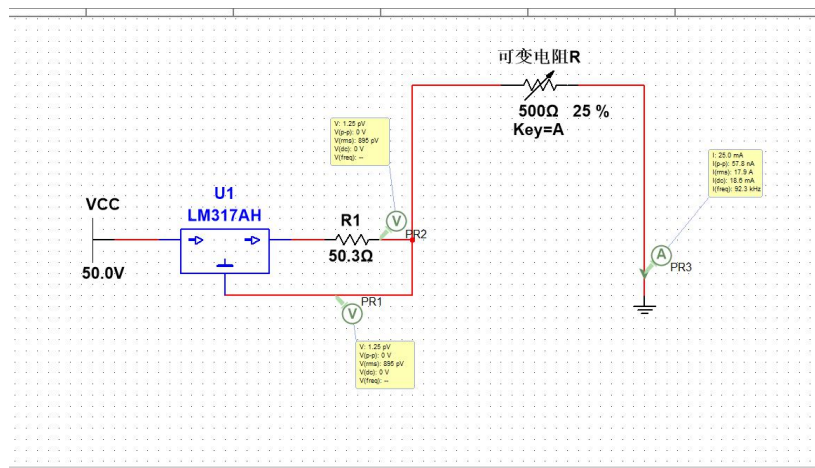 可变电阻R
500Ω 25 %
Key=A
V: 1.25 pV
V(p-p): 0 V
V(rms): 895 pV
V(dc): 0 V
V(freq): --
I: 25.0 mA
I(p-p): 57.8 nA
I(rms): 17.9 A
I(dc): 18.6 mA
I(freq): 92.3 kHz
U1
LM317AH
VCC
50.0V
R1
50.3Ω
V
PR2
A
PR3
PR1
V
V: 1.25 pV
V(p-p): 0 V
V(rms): 895 pV
V(dc): 0 V
V(freq): --